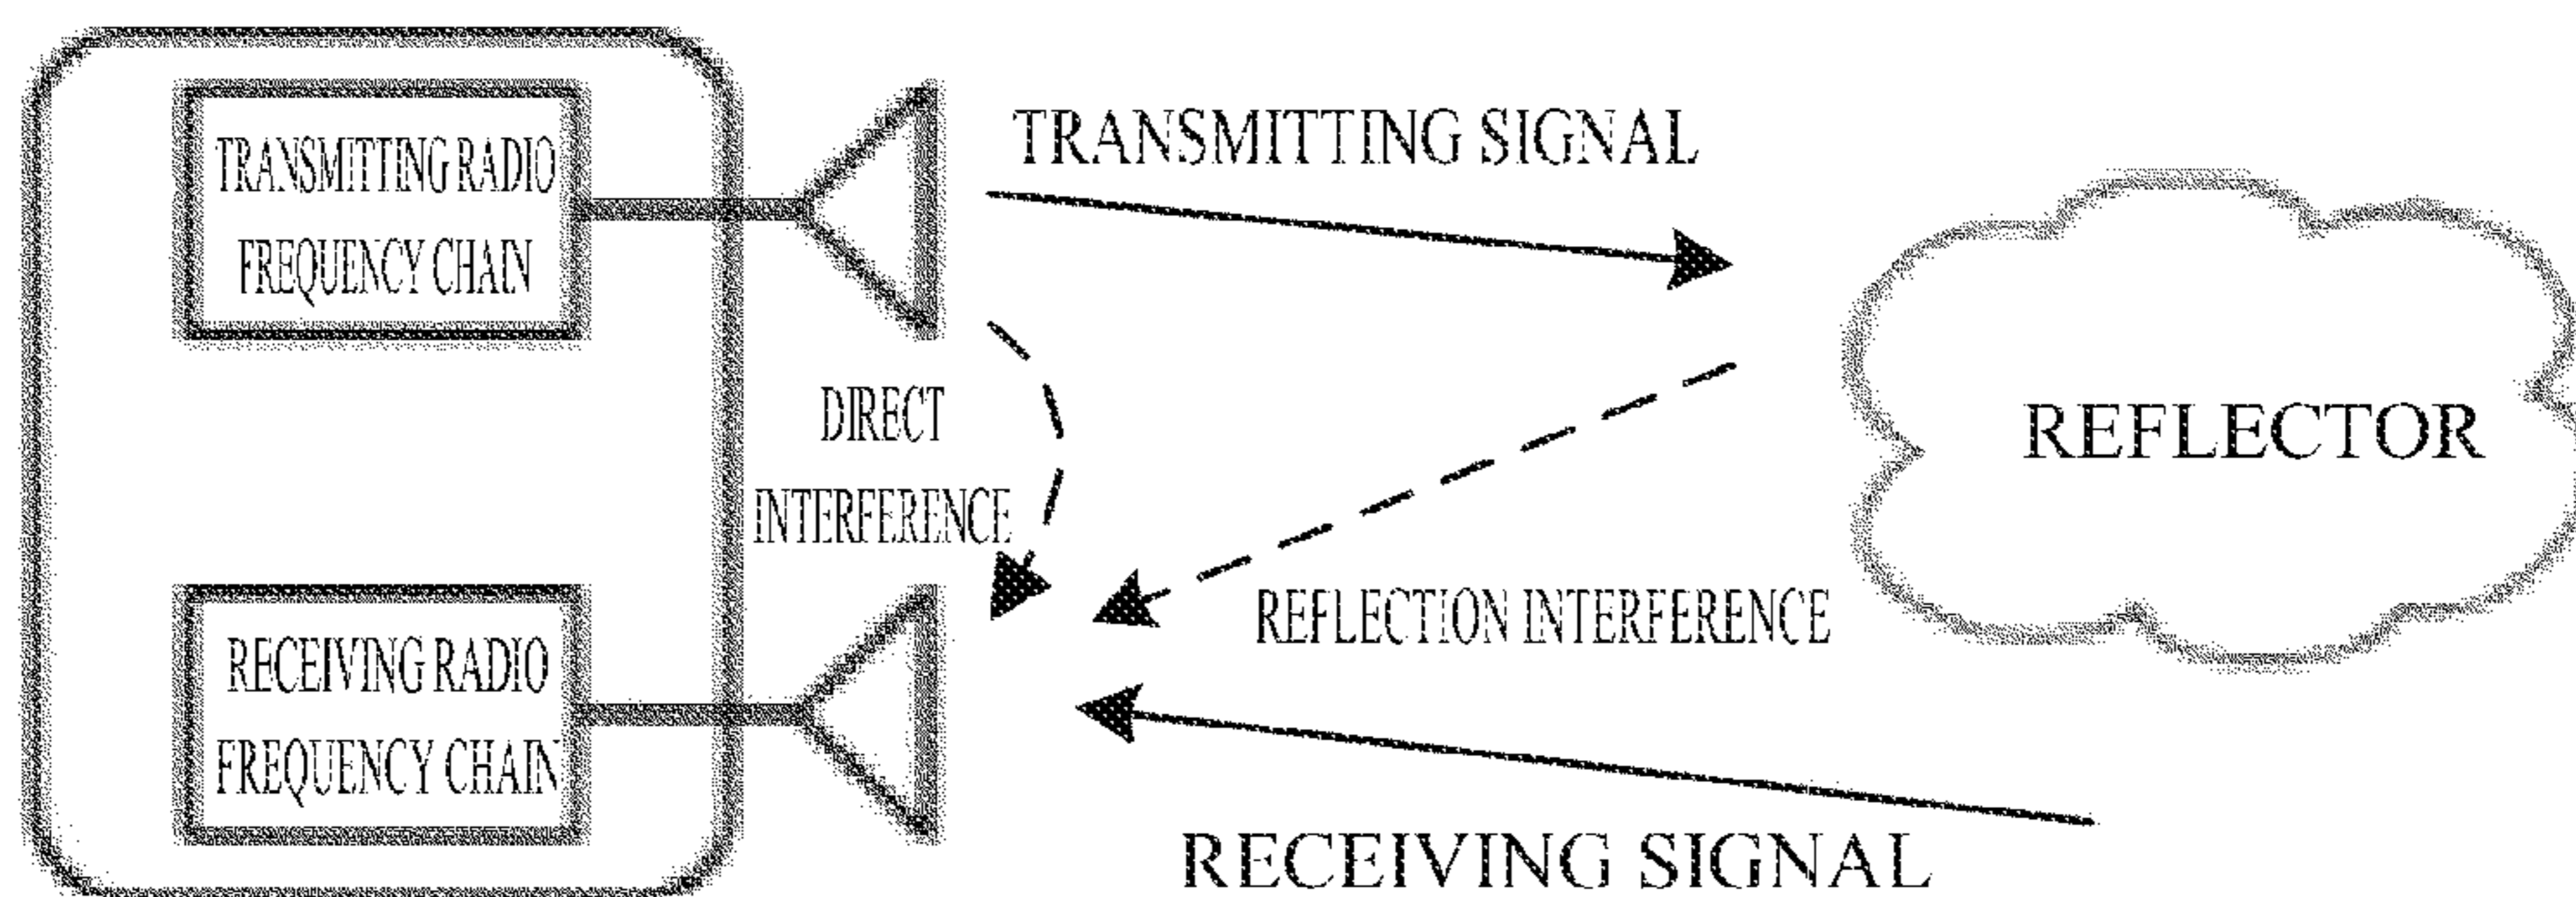 TRANSMITTING RADIO
FREQUENCY CHAIN
TRANSMITTING SIGNAL
DIRECT
INTERFERENCE
REFLECTOR
REFLECTION INTERFERENCE
RECEIVING RADIO
FREQUENCY CHAIN
RECEIVING SIGNAL